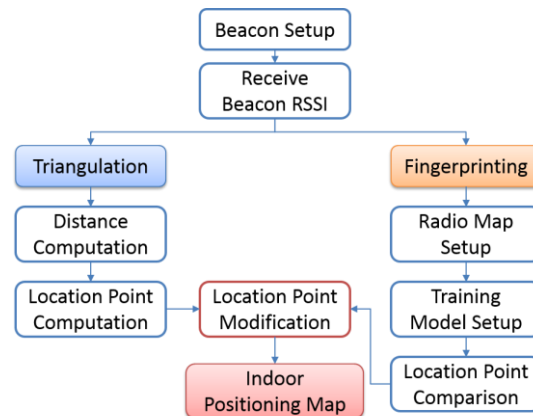 Beacon Setup
Receive
Beacon RSSI
Triangulation
Fingerprinting
Distance
Computation
Radio Map
Setup
Location Point
Computation
Location Point
Modification
Training
Model Setup
Indoor
Positioning Map
Location Point
Comparison